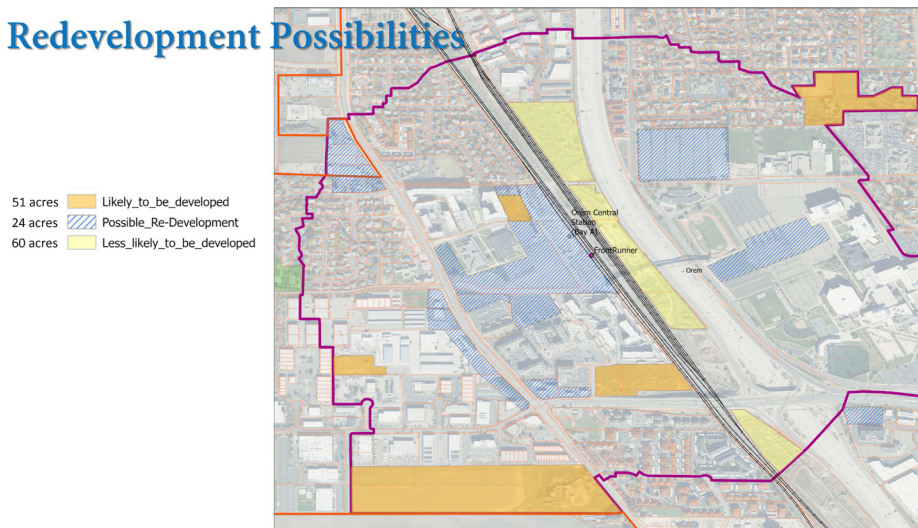 Redevelopment Possibilities
51 acres Likely_to_be_developed
24 acres Possible_Re-Development
60 acres Less_likely_to_be_developed
Orem Central
Station
(Bay A)
FrontRunner
Orem